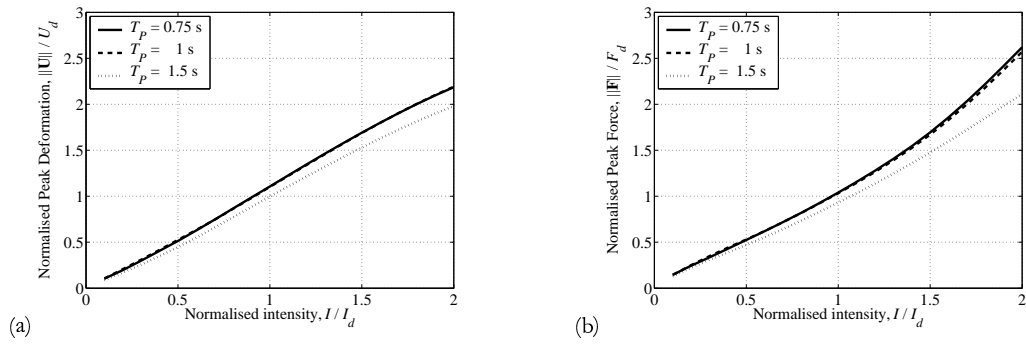 3
2.5
2
1.5
1
0.5
0
0
0.5
1
1.5
2
Normalised Peak Deformation, ||U|| / U_d
Normalised intensity, I / I_d
T_P = 0.75 s
T_P = 1 s
T_P = 1.5 s
(a)
3
2.5
2
1.5
1
0.5
0
0
0.5
1
1.5
2
Normalised Peak Force, ||F|| / F_d
Normalised intensity, I / I_d
T_P = 0.75 s
T_P = 1 s
T_P = 1.5 s
(b)